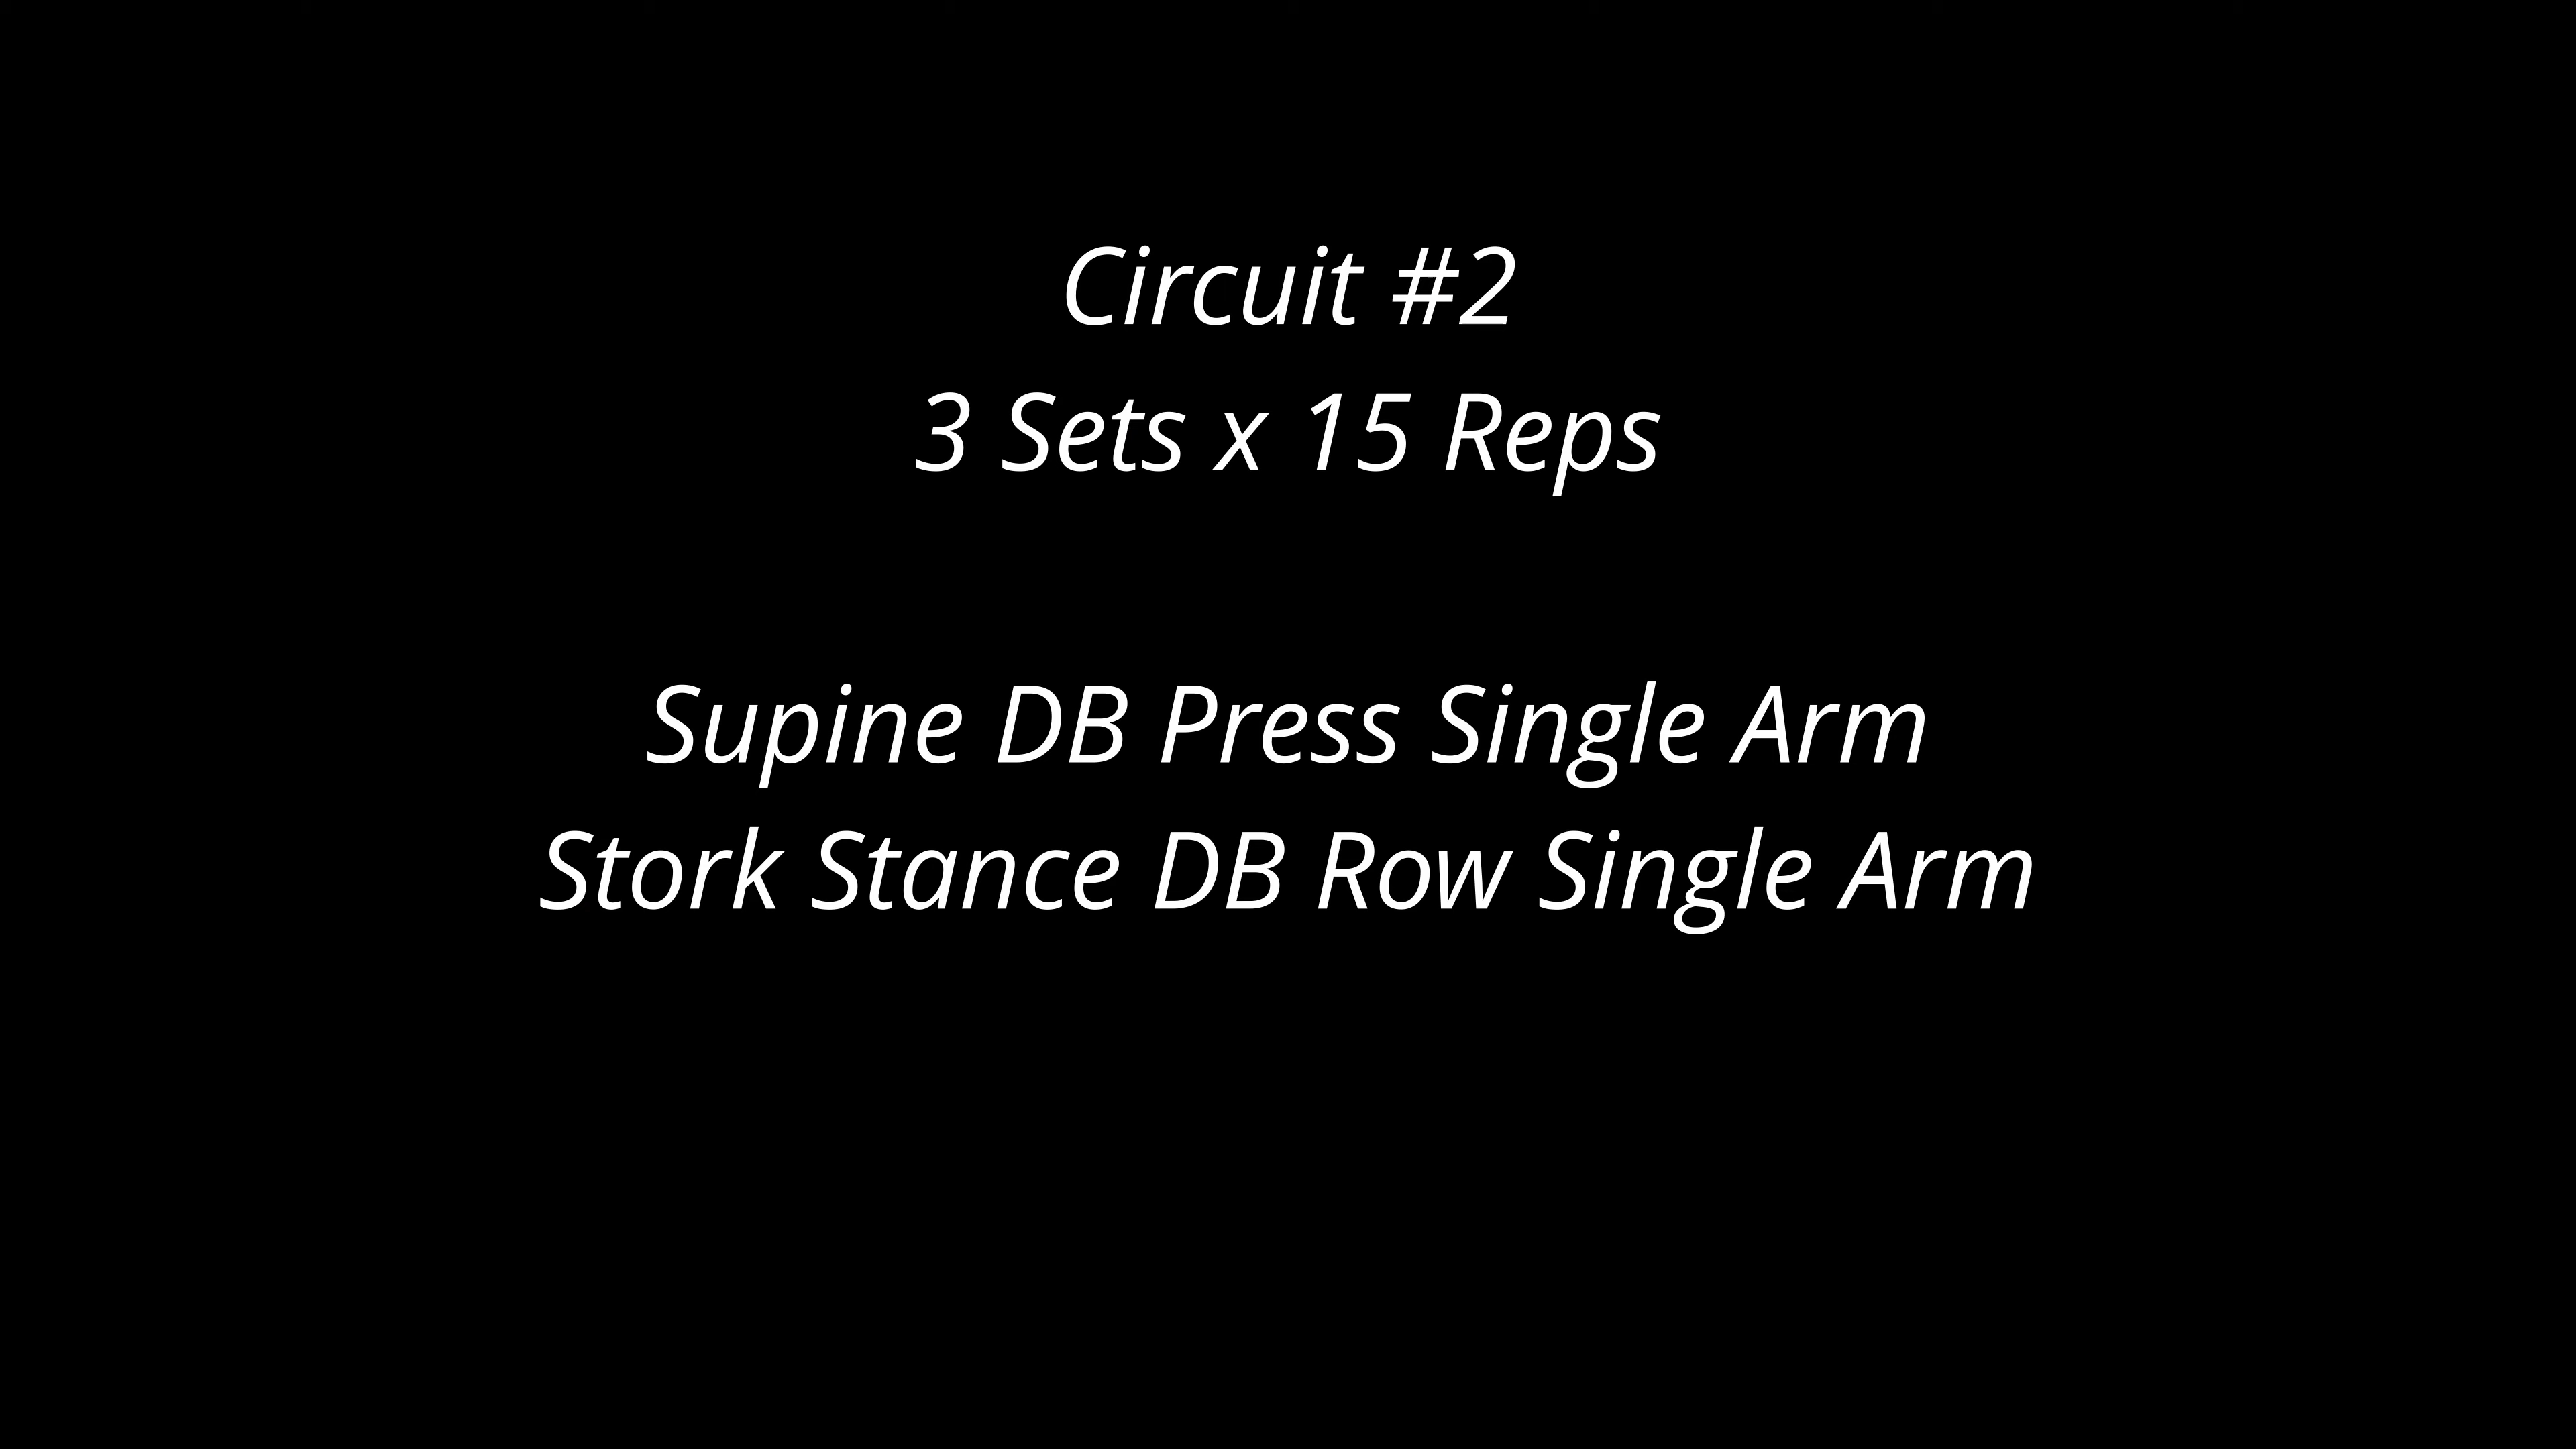 Circuit #2
3 Sets x 15 Reps
Supine DB Press Single Arm
Stork Stance DB Row Single Arm